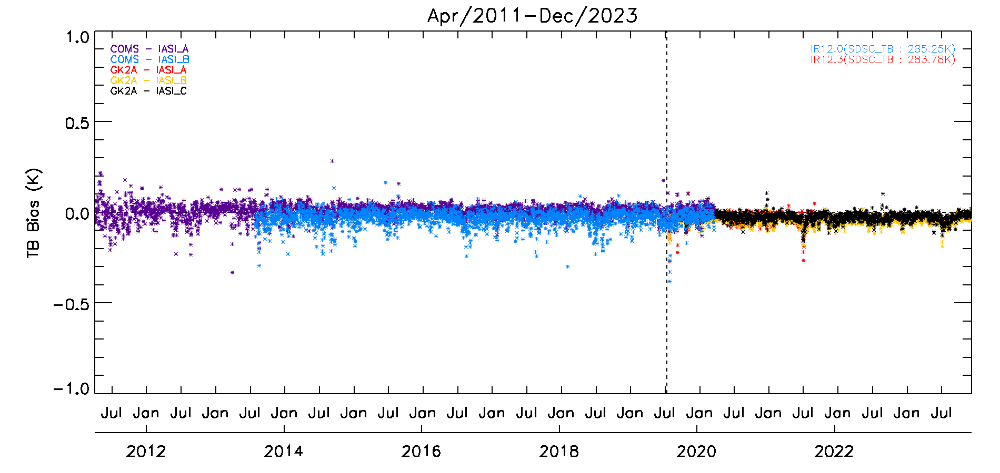 Apr/2011-Dec/2023
1.0
COMS - IASI_A
COMS - IASI_B
GK2A - IASI_A
GK2A - IASI_B
GK2A - IASI_C
IR12.0(SDSC_TB : 285.25K)
IR12.3(SDSC_TB : 283.78K)
0.5
0.0
-0.5
-1.0
TB Bias (K)
Jul Jan Jul Jan Jul Jan Jul Jan Jul Jan Jul Jan Jul Jan Jul Jan Jul Jan Jul Jan Jul Jan Jul Jan Jul
2012 2014 2016 2018 2020 2022